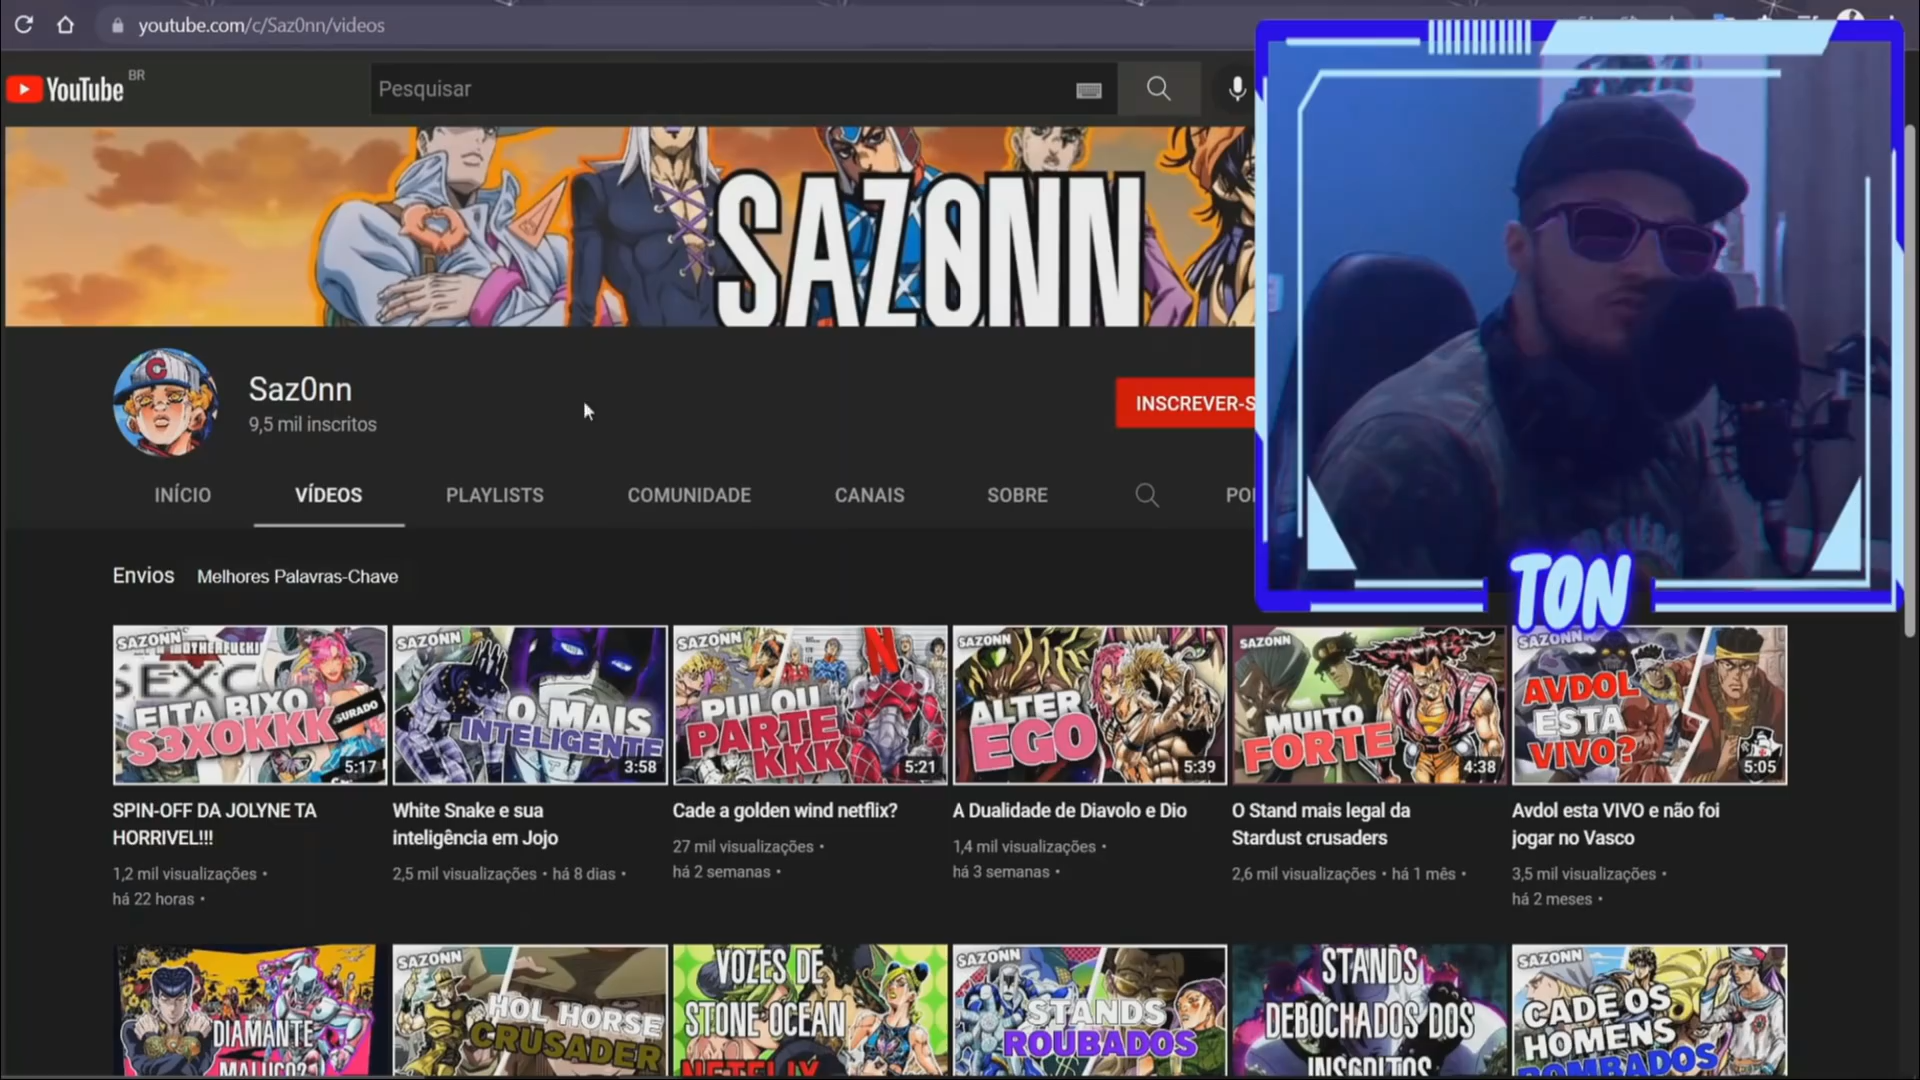 youtube.com/c/Saz0nn/videos
YouTube BR
Pesquisar
SAZ0NN
Saz0nn
9,5 mil inscritos
INSCREVER-S
INÍCIO
VÍDEOS
PLAYLISTS
COMUNIDADE
CANAIS
SOBRE
TON
Envios
Melhores Palavras-Chave
SAZONN
EITA BIXO
S3XOKKK
5:17
SAZONN
O MAIS
INTELIGENTE
3:58
SAZONN
PULOU
PARTE
KKK
5:21
SAZONN
ALTER
EGO
5:39
SAZONN
MUITO
FORTE
4:38
SAZONN
AVDOL
ESTA
VIVO?
5:05
SPIN-OFF DA JOLYNE TA
HORRIVEL!!!
1,2 mil visualizações •
há 22 horas •
White Snake e sua
inteligência em Jojo
2,5 mil visualizações • há 8 dias •
Cade a golden wind netflix?
27 mil visualizações •
há 2 semanas •
A Dualidade de Diavolo e Dio
1,4 mil visualizações •
há 3 semanas •
O Stand mais legal da
Stardust crusaders
2,6 mil visualizações • há 1 mês •
Avdol esta VIVO e não foi
jogar no Vasco
3,5 mil visualizações •
há 2 meses •
DIAMANTE
MALUCO?
SAZONN
HOL HORSE
CRUSADER
VOZES DE
STONE OCEAN
NETFLIX
SAZONN
STANDS
ROUBADOS
STANDS
DEBOCHADOS DOS
INSCRITOS
SAZONN
CADÊ OS
HOMENS
BOMBADOS